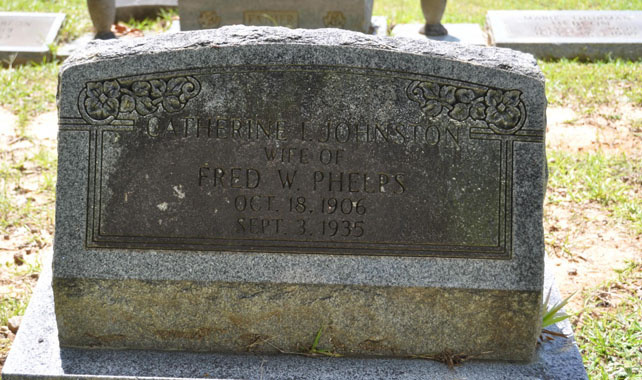 CATHERINE I. JOHNSTON
WIFE OF
FRED W. PHELPS
OCT. 18, 1906
SEPT. 3, 1935